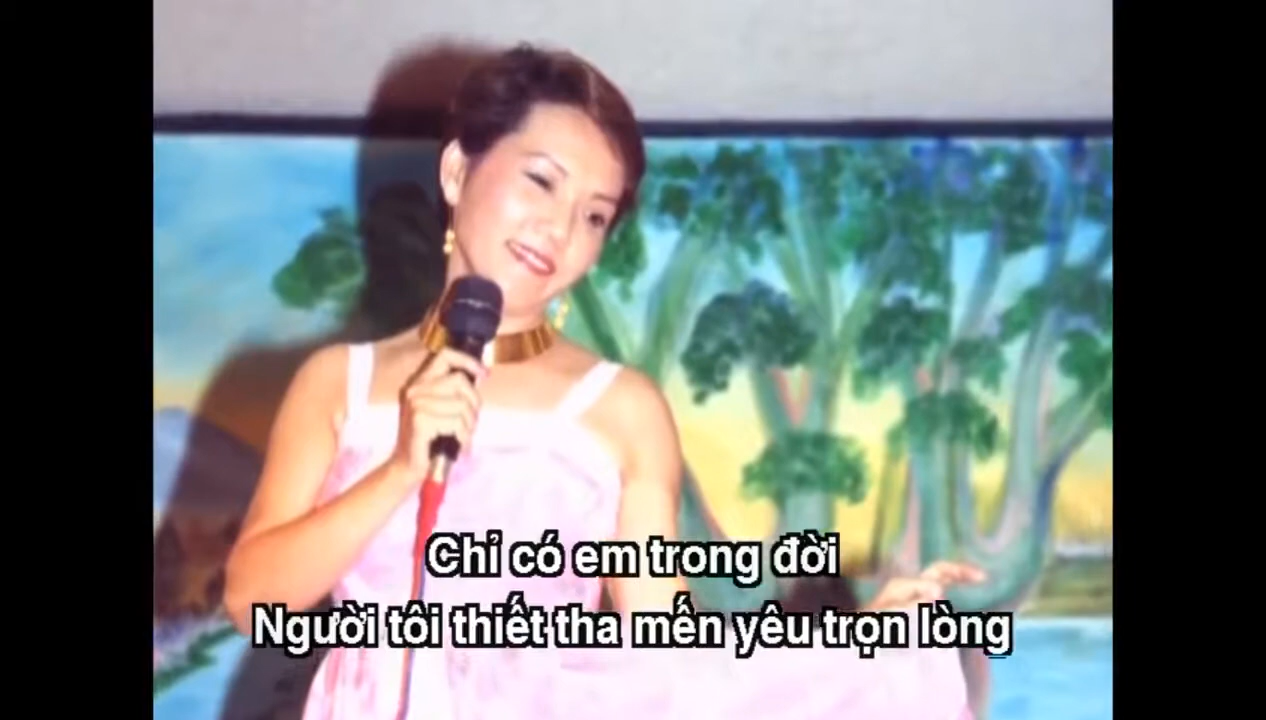 Chỉ có em trong đời
Người tôi thiết tha mến yêu trọn lòng